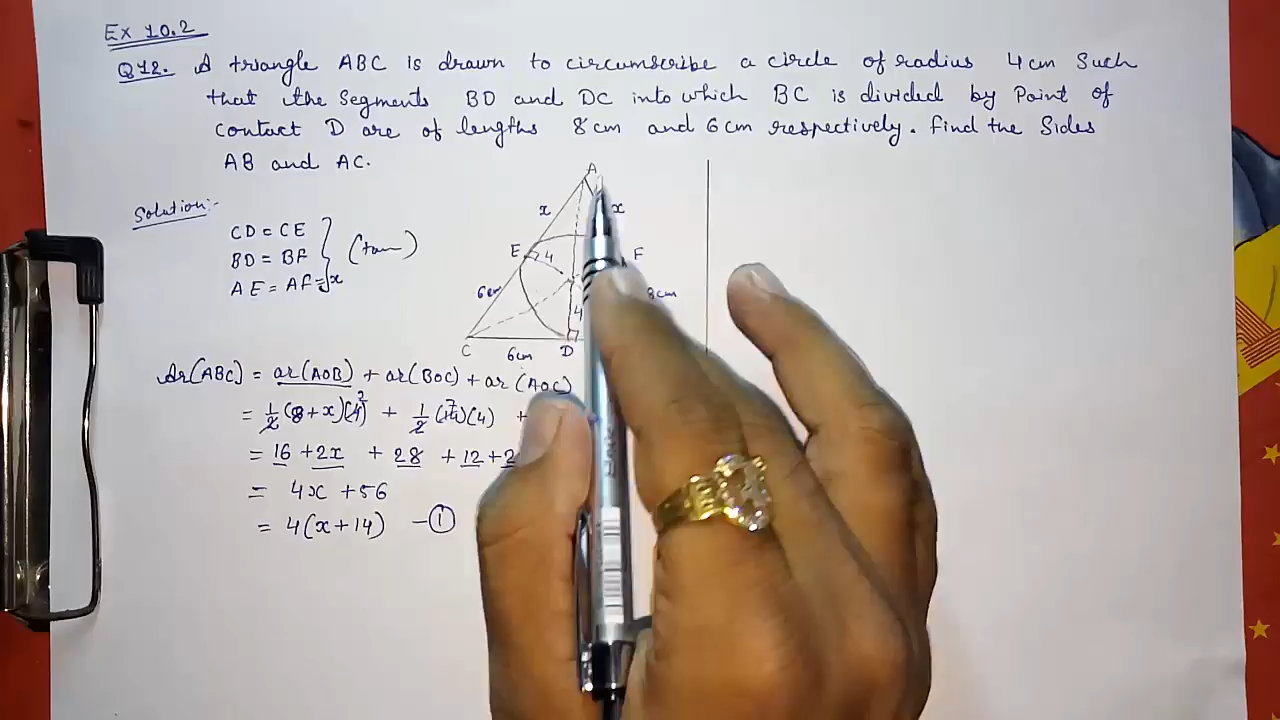 Ex 10.2
Q12. A triangle ABC is drawn to circumscribe a circle of radius 4cm such
that the segments BD and DC into which BC is divided by Point of
contact D are of lengths 8cm and 6cm respectively. find the Sides
AB and AC.
Solution:-
CD = CE
BD = BF
AE = AF = x
(tan)
A
x
x
E
4
F
6cm
8cm
4
C
6cm
D
Ar(ABC) = ar(AOB) + ar(BOC) + ar(AOC)
= 1/2 (8+x)(4) 2 + 1/2 (14) 7 (4) +
= 16 + 2x + 28 + 12 + 2
= 4x + 56
= 4(x+14) - ①